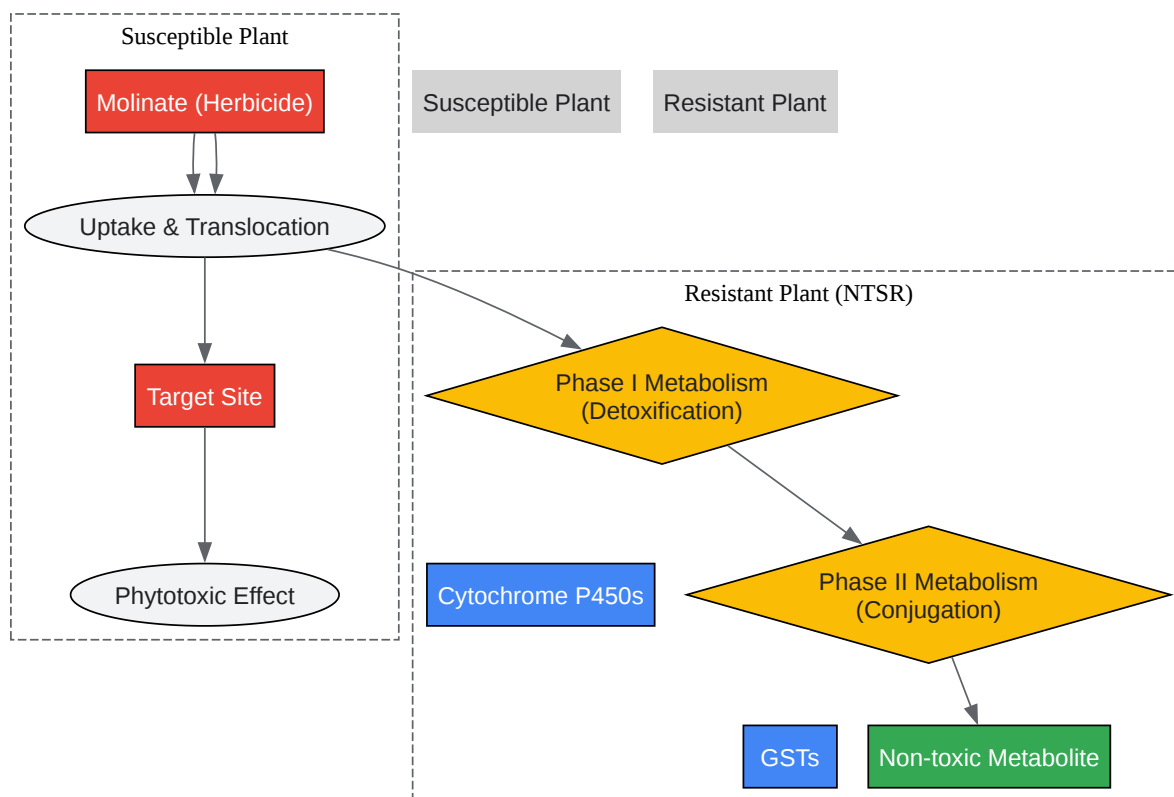 Susceptible Plant
Molinate (Herbicide)
Susceptible Plant
Resistant Plant
Uptake & Translocation
Resistant Plant (NTSR)
Phase I Metabolism
(Detoxification)
Target Site
Phytotoxic Effect
Cytochrome P450s
Phase II Metabolism
(Conjugation)
GSTs
Non-toxic Metabolite